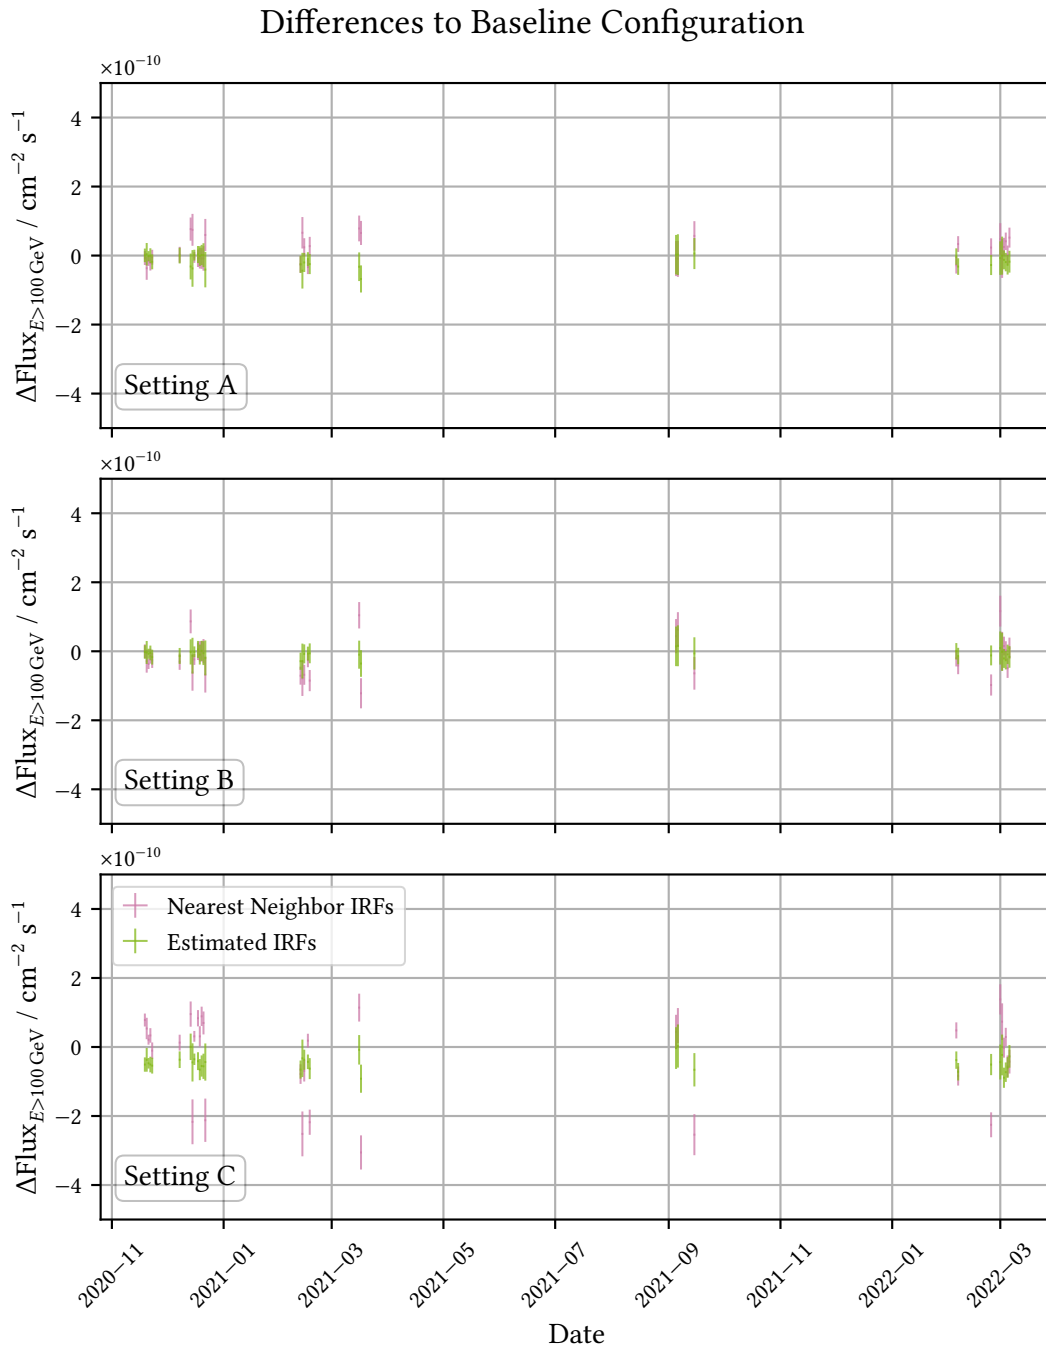 Differences to Baseline Configuration
×10⁻¹⁰
ΔFlux_{E>100 GeV} / cm⁻² s⁻¹
4
2
0
−2
−4
Setting A
×10⁻¹⁰
ΔFlux_{E>100 GeV} / cm⁻² s⁻¹
4
2
0
−2
−4
Setting B
×10⁻¹⁰
ΔFlux_{E>100 GeV} / cm⁻² s⁻¹
4
2
0
−2
−4
Nearest Neighbor IRFs
Estimated IRFs
Setting C
2020−11
2021−01
2021−03
2021−05
2021−07
2021−09
2021−11
2022−01
2022−03
Date